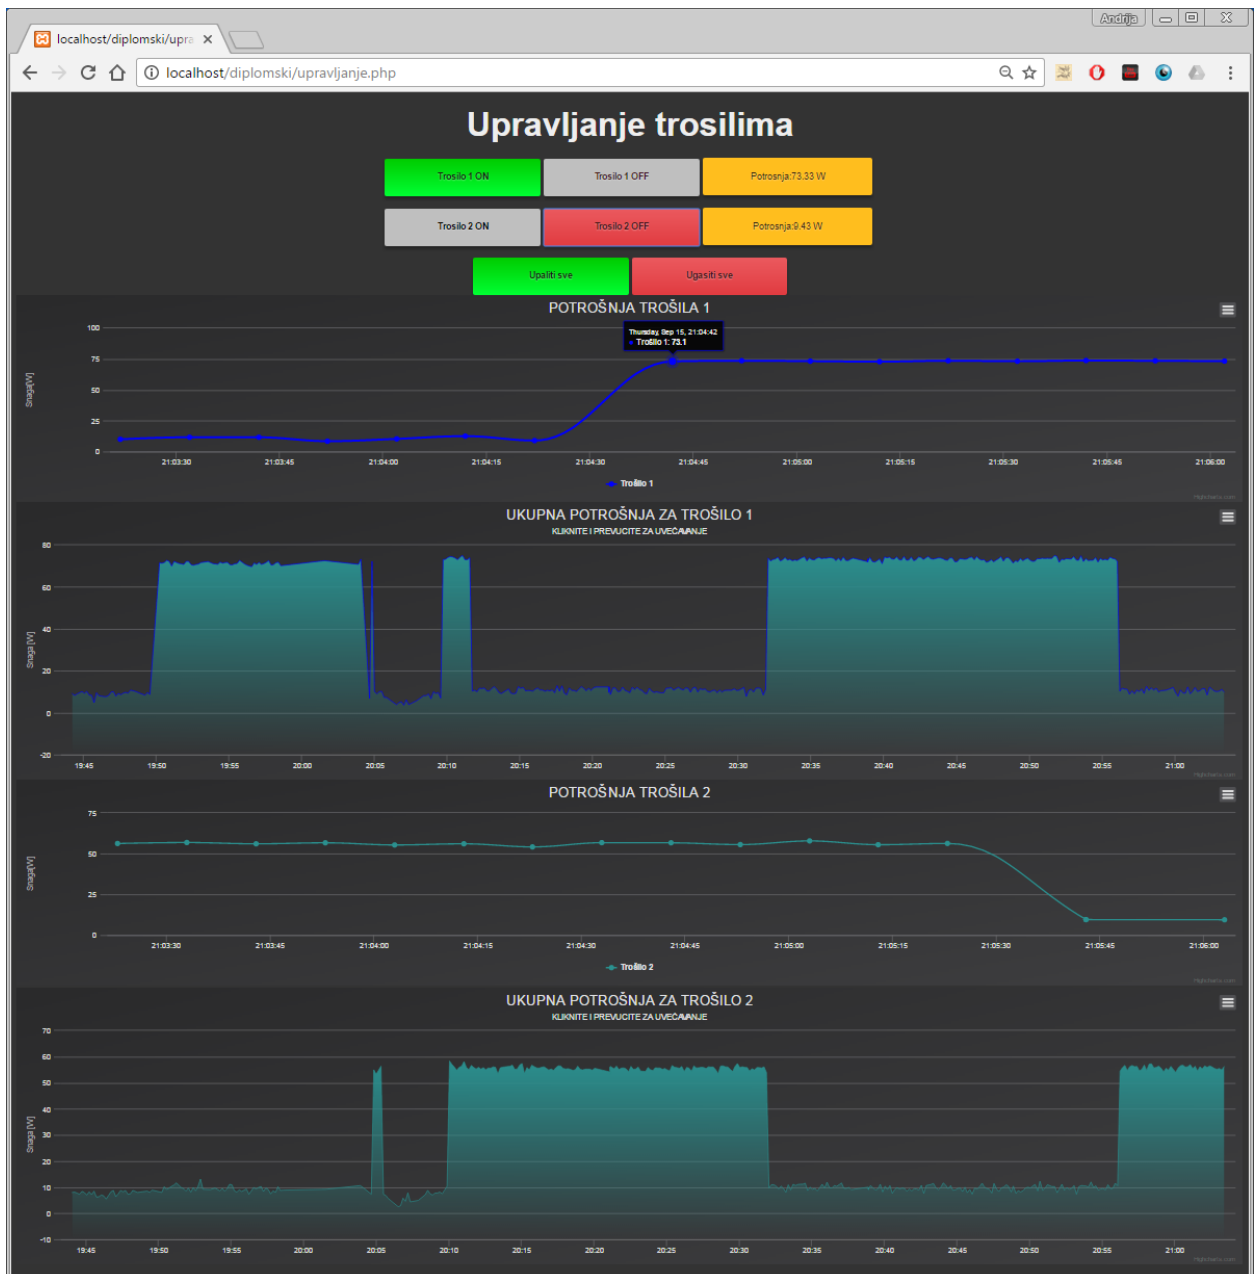 Andrija
localhost/diplomski/upra
localhost/diplomski/upravljanje.php
Upravljanje trosilima
Trosilo 1 ON Trosilo 1 OFF Potrosnja:73.33 W
Trosilo 2 ON Trosilo 2 OFF Potrosnja:9.43 W
Upaliti sve Ugasiti sve
POTROŠNJA TROŠILA 1
Thursday, Sep 15, 21:04:42
Trošilo 1: 73.1
100
75
50
25
0
Snaga[W]
21:03:30 21:03:45 21:04:00 21:04:15 21:04:30 21:04:45 21:05:00 21:05:15 21:05:30 21:05:45 21:06:00
Trošilo 1
Highcharts.com
UKUPNA POTROŠNJA ZA TROŠILO 1
KLIKNITE I PREVUCITE ZA UVEĆAVANJE
80
60
40
20
0
-20
Snaga [W]
19:45 19:50 19:55 20:00 20:05 20:10 20:15 20:20 20:25 20:30 20:35 20:40 20:45 20:50 20:55 21:00
Highcharts.com
POTROŠNJA TROŠILA 2
75
50
25
0
Snaga[W]
21:03:30 21:03:45 21:04:00 21:04:15 21:04:30 21:04:45 21:05:00 21:05:15 21:05:30 21:05:45 21:06:00
Trošilo 2
Highcharts.com
UKUPNA POTROŠNJA ZA TROŠILO 2
KLIKNITE I PREVUCITE ZA UVEĆAVANJE
70
60
50
40
30
20
10
0
-10
Snaga [W]
19:45 19:50 19:55 20:00 20:05 20:10 20:15 20:20 20:25 20:30 20:35 20:40 20:45 20:50 20:55 21:00
Highcharts.com